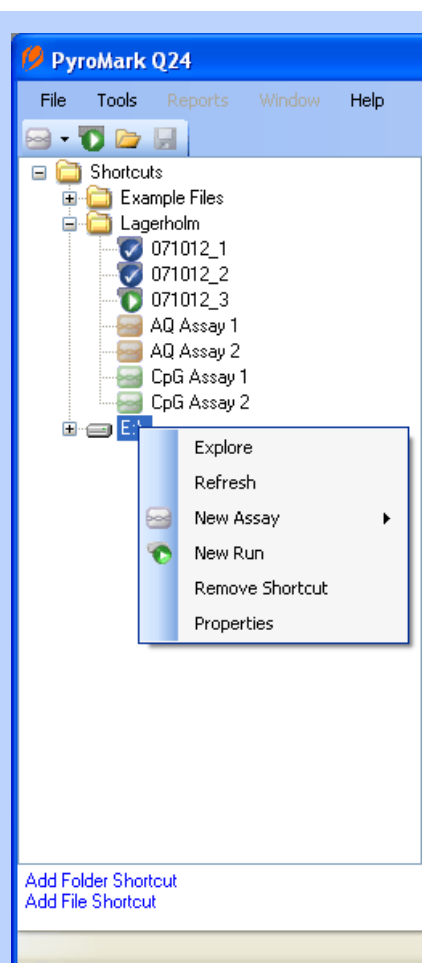 PyroMark Q24
File Tools Reports Window Help
Shortcuts
Example Files
Lagerholm
071012_1
071012_2
071012_3
AQ Assay 1
AQ Assay 2
CpG Assay 1
CpG Assay 2
E:\
Explore
Refresh
New Assay
New Run
Remove Shortcut
Properties
Add Folder Shortcut
Add File Shortcut